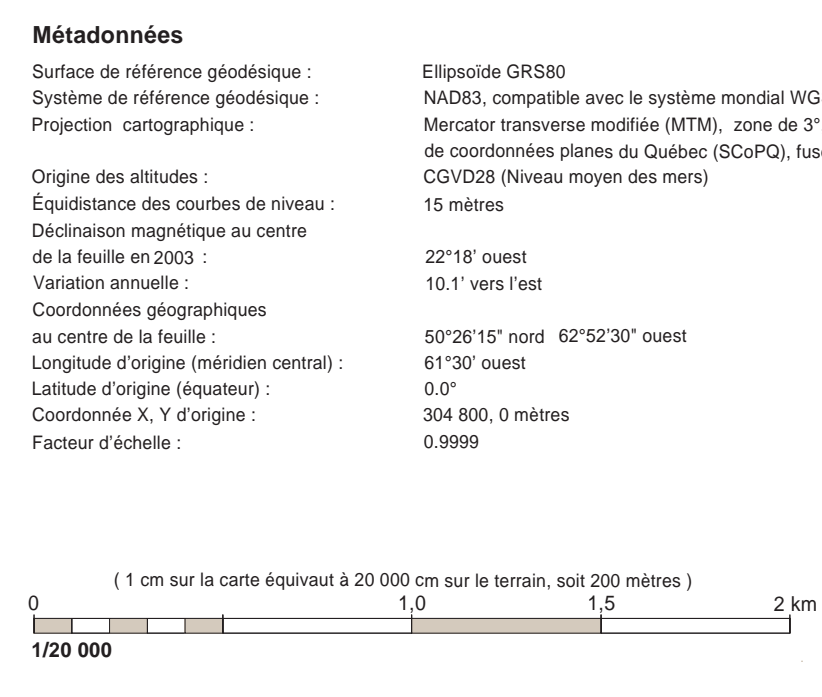 Métadonnées
Surface de référence géodésique : Ellipsoïde GRS80
Système de référence géodésique : NAD83, compatible avec le système mondial WG
Projection cartographique : Mercator transverse modifiée (MTM), zone de 3°
de coordonnées planes du Québec (SCoPQ), fus
Origine des altitudes : CGVD28 (Niveau moyen des mers)
Équidistance des courbes de niveau : 15 mètres
Déclinaison magnétique au centre
de la feuille en 2003 : 22°18’ ouest
Variation annuelle : 10.1’ vers l’est
Coordonnées géographiques
au centre de la feuille : 50°26’15" nord 62°52’30" ouest
Longitude d’origine (méridien central) : 61°30’ ouest
Latitude d’origine (équateur) : 0.0°
Coordonnée X, Y d’origine : 304 800, 0 mètres
Facteur d’échelle : 0.9999
( 1 cm sur la carte équivaut à 20 000 cm sur le terrain, soit 200 mètres )
0 1,0 1,5 2 km
1/20 000